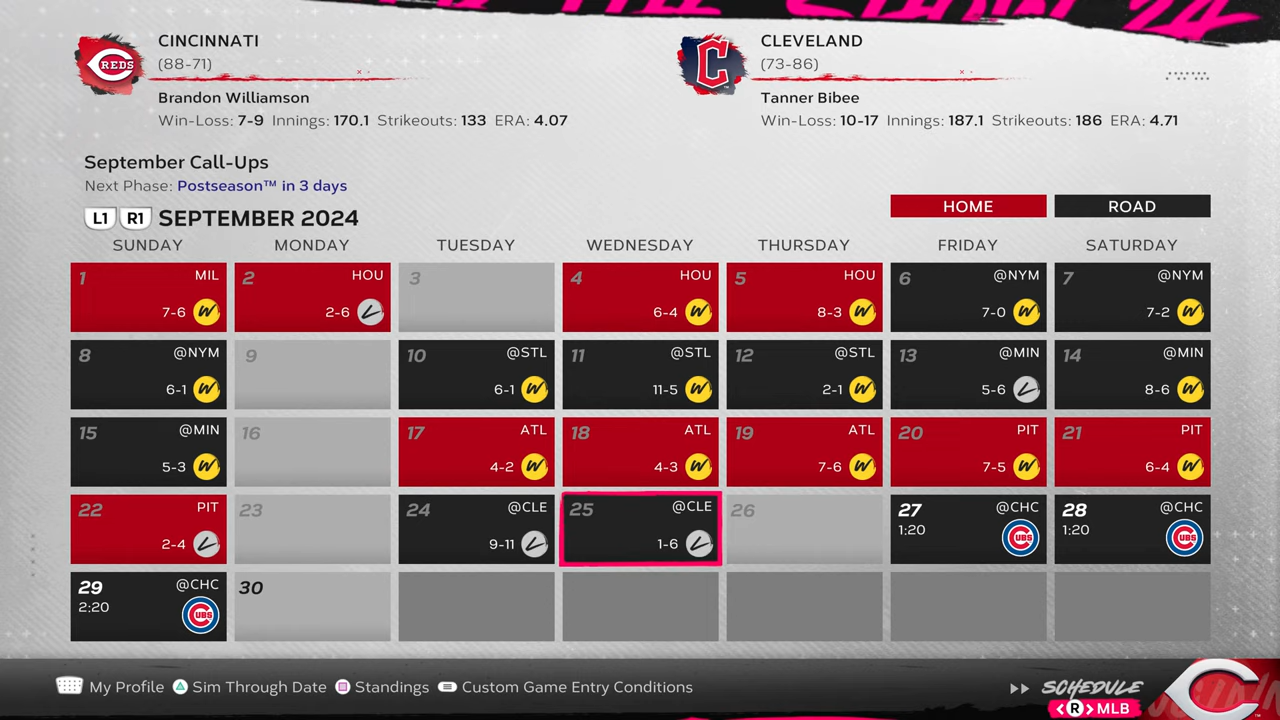 THE SHOW 24
CINCINNATI
(88-71)
REDS
Brandon Williamson
Win-Loss: 7-9 Innings: 170.1 Strikeouts: 133 ERA: 4.07
CLEVELAND
(73-86)
C
Tanner Bibee
Win-Loss: 10-17 Innings: 187.1 Strikeouts: 186 ERA: 4.71
September Call-Ups
Next Phase: Postseason™ in 3 days
L1 R1 SEPTEMBER 2024
HOME ROAD
SUNDAY MONDAY TUESDAY WEDNESDAY THURSDAY FRIDAY SATURDAY
1 MIL 2 HOU 3 4 HOU 5 HOU 6 @NYM 7 @NYM
7-6 W 2-6 L 6-4 W 8-3 W 7-0 W 7-2 W
8 @NYM 9 10 @STL 11 @STL 12 @STL 13 @MIN 14 @MIN
6-1 W 6-1 W 11-5 W 2-1 W 5-6 L 8-6 W
15 @MIN 16 17 ATL 18 ATL 19 ATL 20 PIT 21 PIT
5-3 W 4-2 W 4-3 W 7-6 W 7-5 W 6-4 W
22 PIT 23 24 @CLE 25 @CLE 26 27 @CHC 28 @CHC
2-4 L 9-11 L 1-6 L 1:20 CUBS 1:20 CUBS
29 @CHC 30
2:20 CUBS
My Profile Sim Through Date Standings Custom Game Entry Conditions
SCHEDULE
R MLB
C